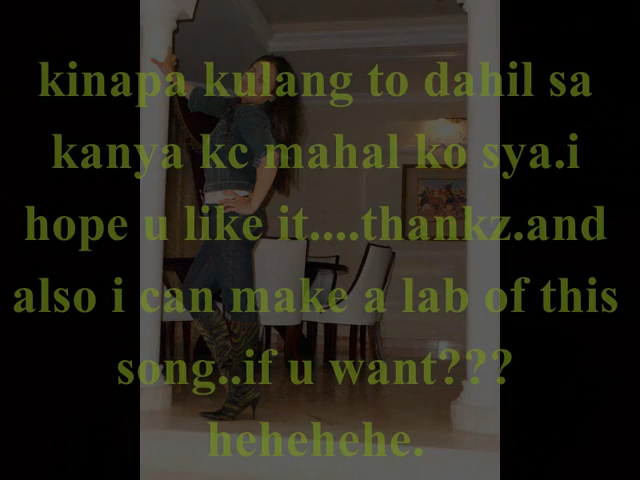 kinapa kulang to dahil sa
kanya kc mahal ko sya.i
hope u like it....thankz.and
also i can make a lab of this
song..if u want???
hehehehe.